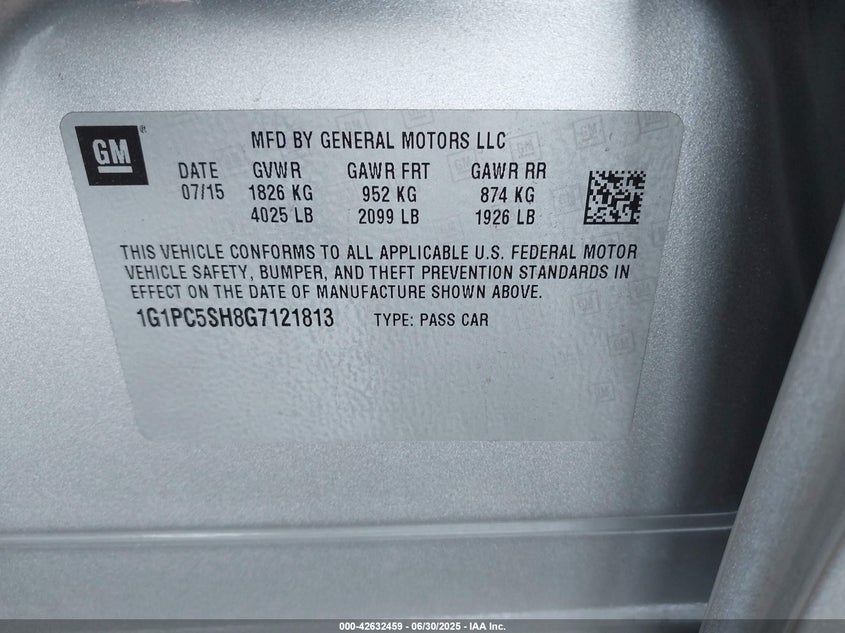 GM
MFD BY GENERAL MOTORS LLC
DATE GVWR GAWR FRT GAWR RR
07/15 1826 KG 952 KG 874 KG
4025 LB 2099 LB 1926 LB
THIS VEHICLE CONFORMS TO ALL APPLICABLE U.S. FEDERAL MOTOR
VEHICLE SAFETY, BUMPER, AND THEFT PREVENTION STANDARDS IN
EFFECT ON THE DATE OF MANUFACTURE SHOWN ABOVE.
1G1PC5SH8G7121813 TYPE: PASS CAR
000-42632459 - 06/30/2025 - IAA Inc.